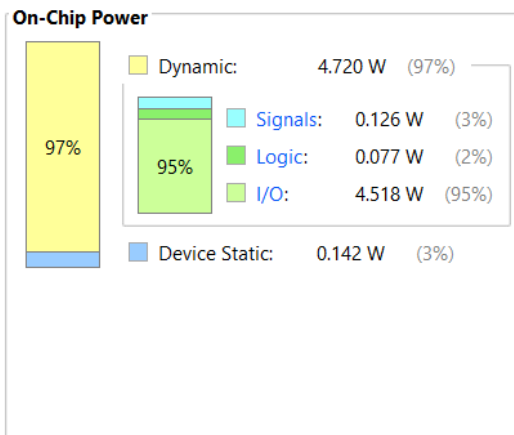 On-Chip Power
Dynamic: 4.720 W (97%)
97%
Signals: 0.126 W (3%)
Logic: 0.077 W (2%)
95%
I/O: 4.518 W (95%)
Device Static: 0.142 W (3%)